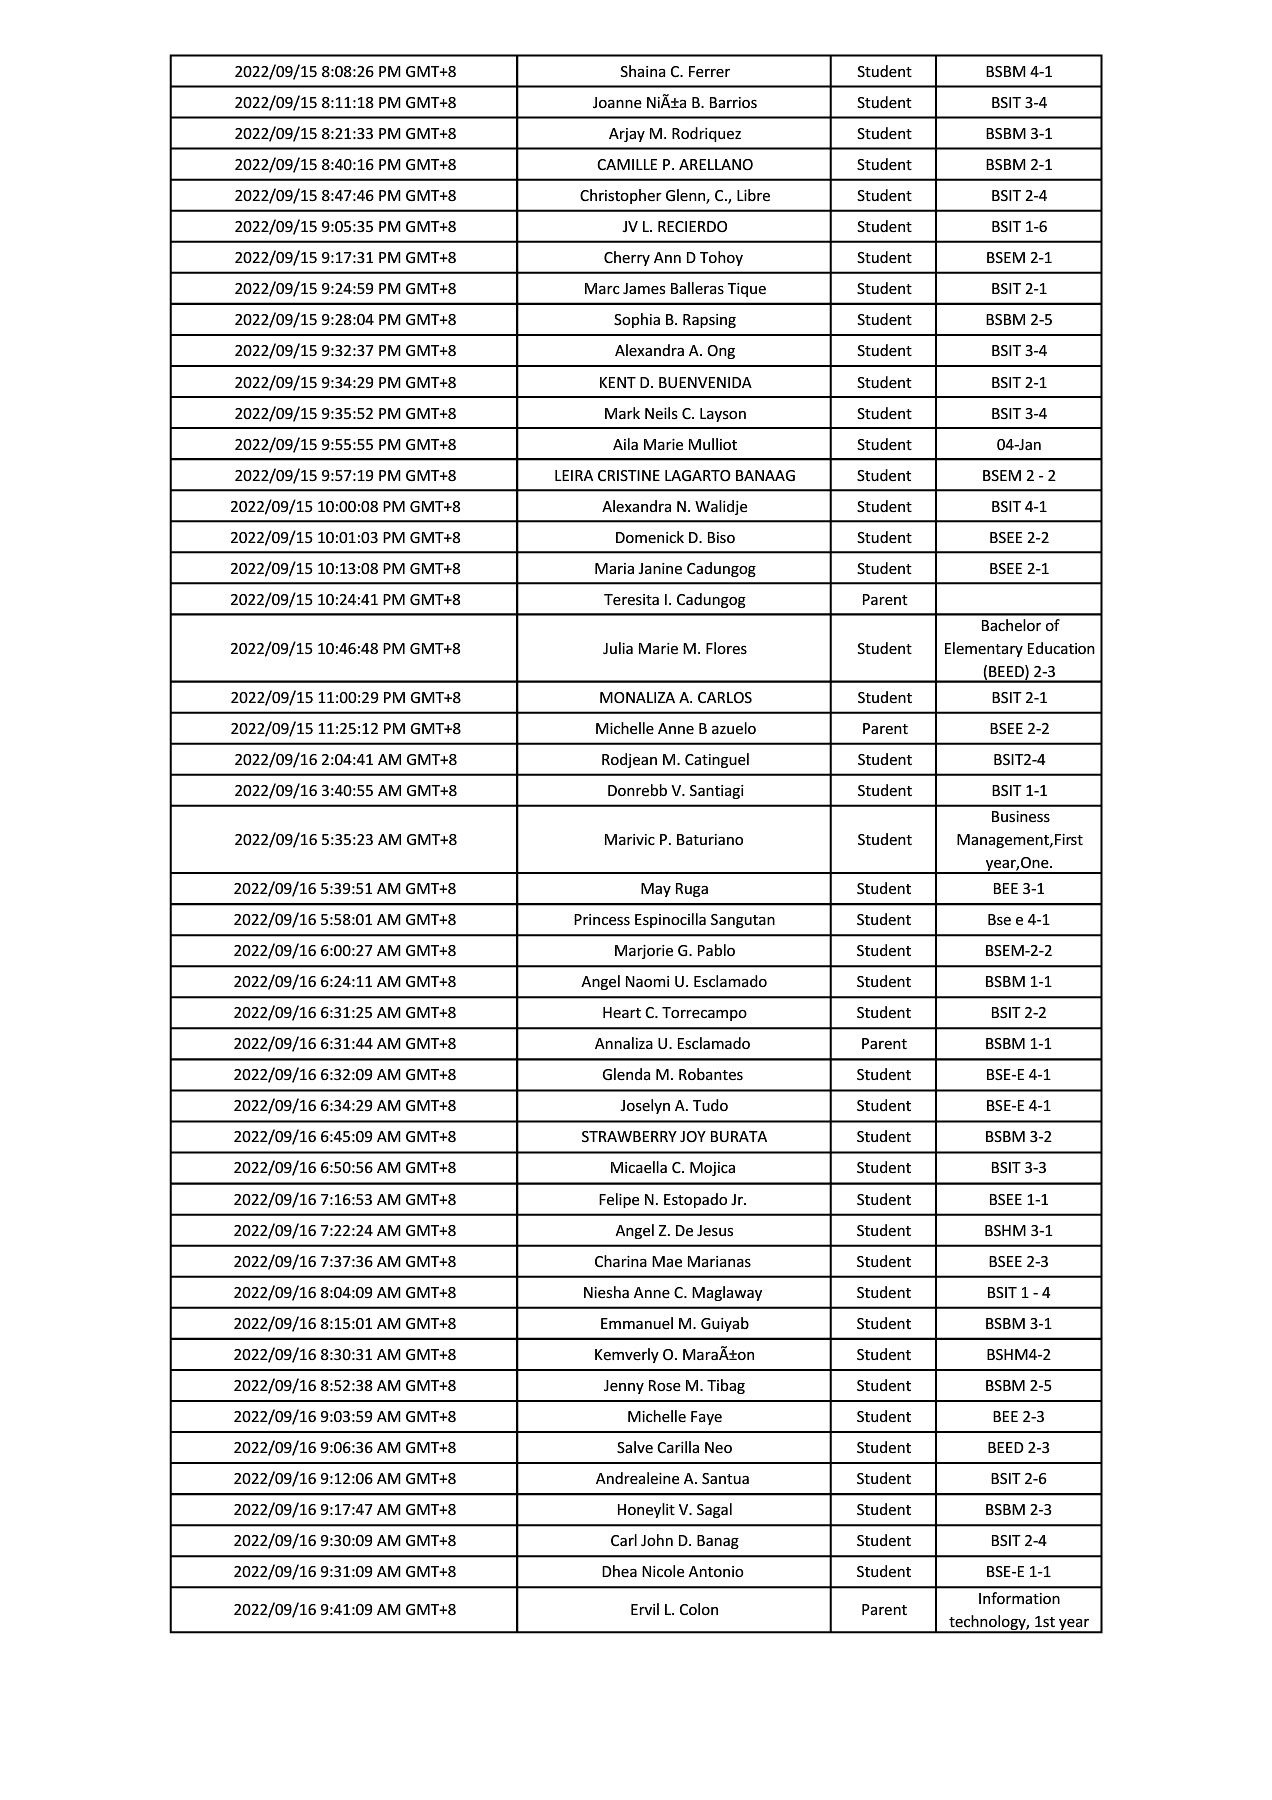 2022/09/15 8:08:26 PM GMT+8 Shaina C. Ferrer Student BSBM 4-1
2022/09/15 8:11:18 PM GMT+8 Joanne NiÃ±a B. Barrios Student BSIT 3-4
2022/09/15 8:21:33 PM GMT+8 Arjay M. Rodriquez Student BSBM 3-1
2022/09/15 8:40:16 PM GMT+8 CAMILLE P. ARELLANO Student BSBM 2-1
2022/09/15 8:47:46 PM GMT+8 Christopher Glenn, C., Libre Student BSIT 2-4
2022/09/15 9:05:35 PM GMT+8 JV L. RECIERDO Student BSIT 1-6
2022/09/15 9:17:31 PM GMT+8 Cherry Ann D Tohoy Student BSEM 2-1
2022/09/15 9:24:59 PM GMT+8 Marc James Balleras Tique Student BSIT 2-1
2022/09/15 9:28:04 PM GMT+8 Sophia B. Rapsing Student BSBM 2-5
2022/09/15 9:32:37 PM GMT+8 Alexandra A. Ong Student BSIT 3-4
2022/09/15 9:34:29 PM GMT+8 KENT D. BUENVENIDA Student BSIT 2-1
2022/09/15 9:35:52 PM GMT+8 Mark Neils C. Layson Student BSIT 3-4
2022/09/15 9:55:55 PM GMT+8 Aila Marie Mulliot Student 04-Jan
2022/09/15 9:57:19 PM GMT+8 LEIRA CRISTINE LAGARTO BANAAG Student BSEM 2 - 2
2022/09/15 10:00:08 PM GMT+8 Alexandra N. Walidje Student BSIT 4-1
2022/09/15 10:01:03 PM GMT+8 Domenick D. Biso Student BSEE 2-2
2022/09/15 10:13:08 PM GMT+8 Maria Janine Cadungog Student BSEE 2-1
2022/09/15 10:24:41 PM GMT+8 Teresita I. Cadungog Parent
Bachelor of
2022/09/15 10:46:48 PM GMT+8 Julia Marie M. Flores Student Elementary Education
(BEED) 2-3
2022/09/15 11:00:29 PM GMT+8 MONALIZA A. CARLOS Student BSIT 2-1
2022/09/15 11:25:12 PM GMT+8 Michelle Anne B azuelo Parent BSEE 2-2
2022/09/16 2:04:41 AM GMT+8 Rodjean M. Catinguel Student BSIT2-4
2022/09/16 3:40:55 AM GMT+8 Donrebb V. Santiagi Student BSIT 1-1
Business
2022/09/16 5:35:23 AM GMT+8 Marivic P. Baturiano Student Management,First
year,One.
2022/09/16 5:39:51 AM GMT+8 May Ruga Student BEE 3-1
2022/09/16 5:58:01 AM GMT+8 Princess Espinocilla Sangutan Student Bse e 4-1
2022/09/16 6:00:27 AM GMT+8 Marjorie G. Pablo Student BSEM-2-2
2022/09/16 6:24:11 AM GMT+8 Angel Naomi U. Esclamado Student BSBM 1-1
2022/09/16 6:31:25 AM GMT+8 Heart C. Torrecampo Student BSIT 2-2
2022/09/16 6:31:44 AM GMT+8 Annaliza U. Esclamado Parent BSBM 1-1
2022/09/16 6:32:09 AM GMT+8 Glenda M. Robantes Student BSE-E 4-1
2022/09/16 6:34:29 AM GMT+8 Joselyn A. Tudo Student BSE-E 4-1
2022/09/16 6:45:09 AM GMT+8 STRAWBERRY JOY BURATA Student BSBM 3-2
2022/09/16 6:50:56 AM GMT+8 Micaella C. Mojica Student BSIT 3-3
2022/09/16 7:16:53 AM GMT+8 Felipe N. Estopado Jr. Student BSEE 1-1
2022/09/16 7:22:24 AM GMT+8 Angel Z. De Jesus Student BSHM 3-1
2022/09/16 7:37:36 AM GMT+8 Charina Mae Marianas Student BSEE 2-3
2022/09/16 8:04:09 AM GMT+8 Niesha Anne C. Maglaway Student BSIT 1 - 4
2022/09/16 8:15:01 AM GMT+8 Emmanuel M. Guiyab Student BSBM 3-1
2022/09/16 8:30:31 AM GMT+8 Kemverly O. MaraÃ±on Student BSHM4-2
2022/09/16 8:52:38 AM GMT+8 Jenny Rose M. Tibag Student BSBM 2-5
2022/09/16 9:03:59 AM GMT+8 Michelle Faye Student BEE 2-3
2022/09/16 9:06:36 AM GMT+8 Salve Carilla Neo Student BEED 2-3
2022/09/16 9:12:06 AM GMT+8 Andrealeine A. Santua Student BSIT 2-6
2022/09/16 9:17:47 AM GMT+8 Honeylit V. Sagal Student BSBM 2-3
2022/09/16 9:30:09 AM GMT+8 Carl John D. Banag Student BSIT 2-4
2022/09/16 9:31:09 AM GMT+8 Dhea Nicole Antonio Student BSE-E 1-1
2022/09/16 9:41:09 AM GMT+8 Ervil L. Colon Parent Information
technology, 1st year